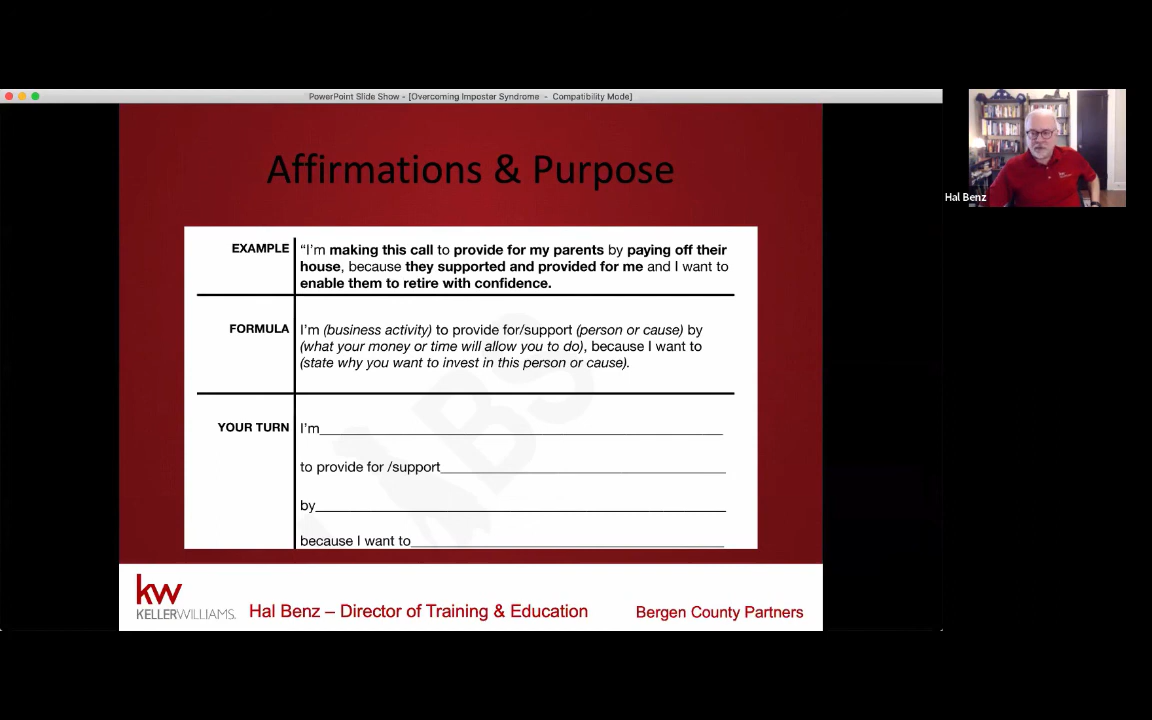 PowerPoint Slide Show - [Overcoming Imposter Syndrome - Compatibility Mode]
Affirmations & Purpose
EXAMPLE
“I’m making this call to provide for my parents by paying off their
house, because they supported and provided for me and I want to
enable them to retire with confidence.
FORMULA
I’m (business activity) to provide for/support (person or cause) by
(what your money or time will allow you to do), because I want to
(state why you want to invest in this person or cause).
YOUR TURN
I’m
to provide for /support
by
because I want to
ABS
kw
KELLERWILLIAMS.
Hal Benz – Director of Training & Education
Bergen County Partners
Hal Benz